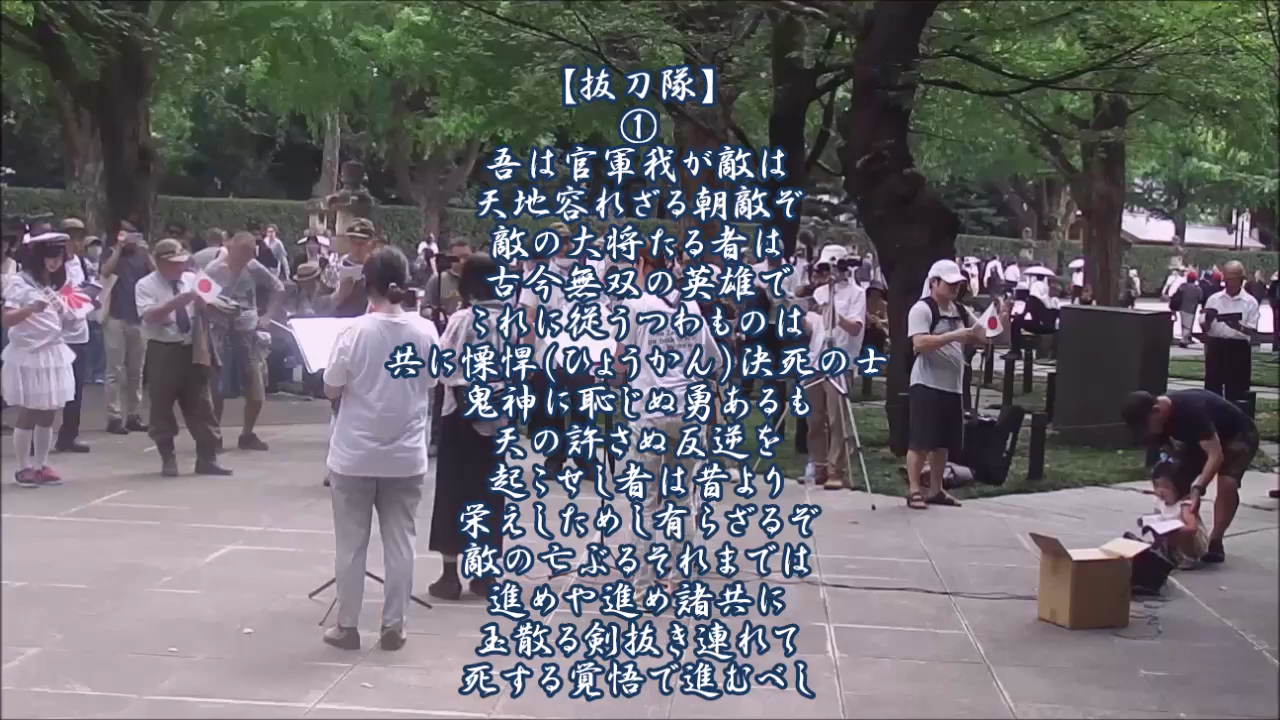 【抜刀隊】
①
吾は官軍我が敵は
天地容れざる朝敵ぞ
敵の大将たる者は
古今無双の英雄で
これに従うつわものは
共に慓悍(ひょうかん)決死の士
鬼神に恥じぬ勇あるも
天の許さぬ反逆を
起こせし者は昔より
栄えしためし有らざるぞ
敵の亡ぶるそれまでは
進めや進め諸共に
玉散る剣抜き連れて
死する覚悟で進むべし